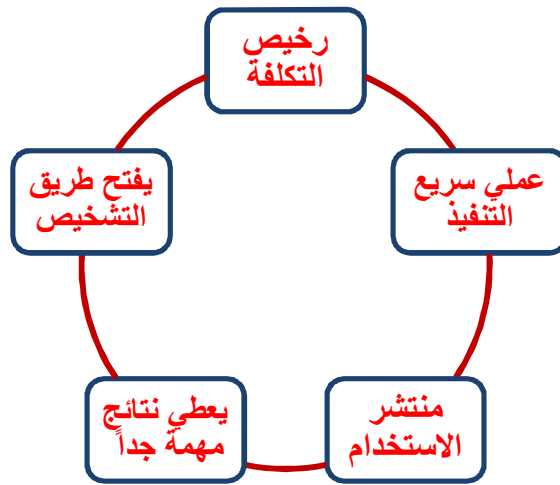 رخيص
التكلفة
عملي سريع
التنفيذ
منتشر
الاستخدام
يعطي نتائج
مهمة جداً
يفتح طريق
التشخيص